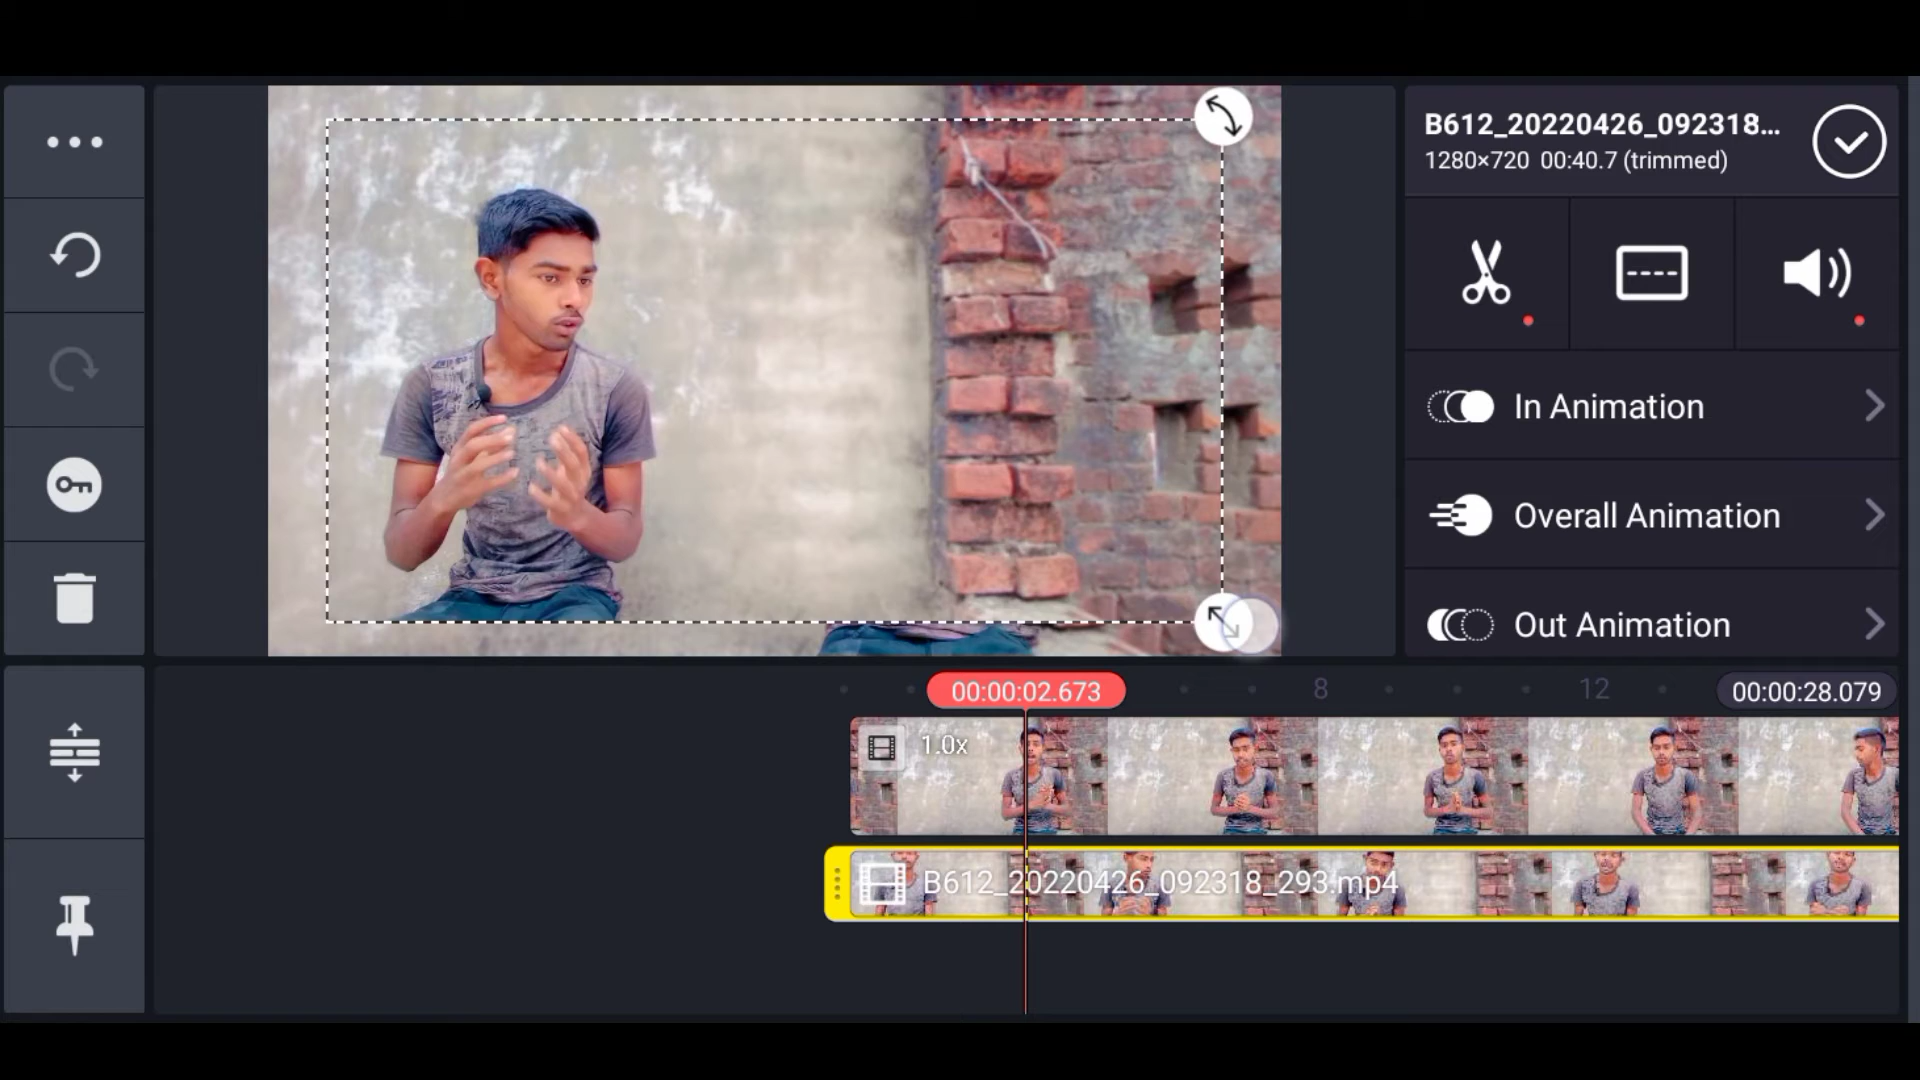 B612_20220426_092318...
1280×720 00:40.7 (trimmed)
In Animation
Overall Animation
Out Animation
00:00:02.673
8
12
00:00:28.079
1.0x
B612_20220426_092318_293.mp4